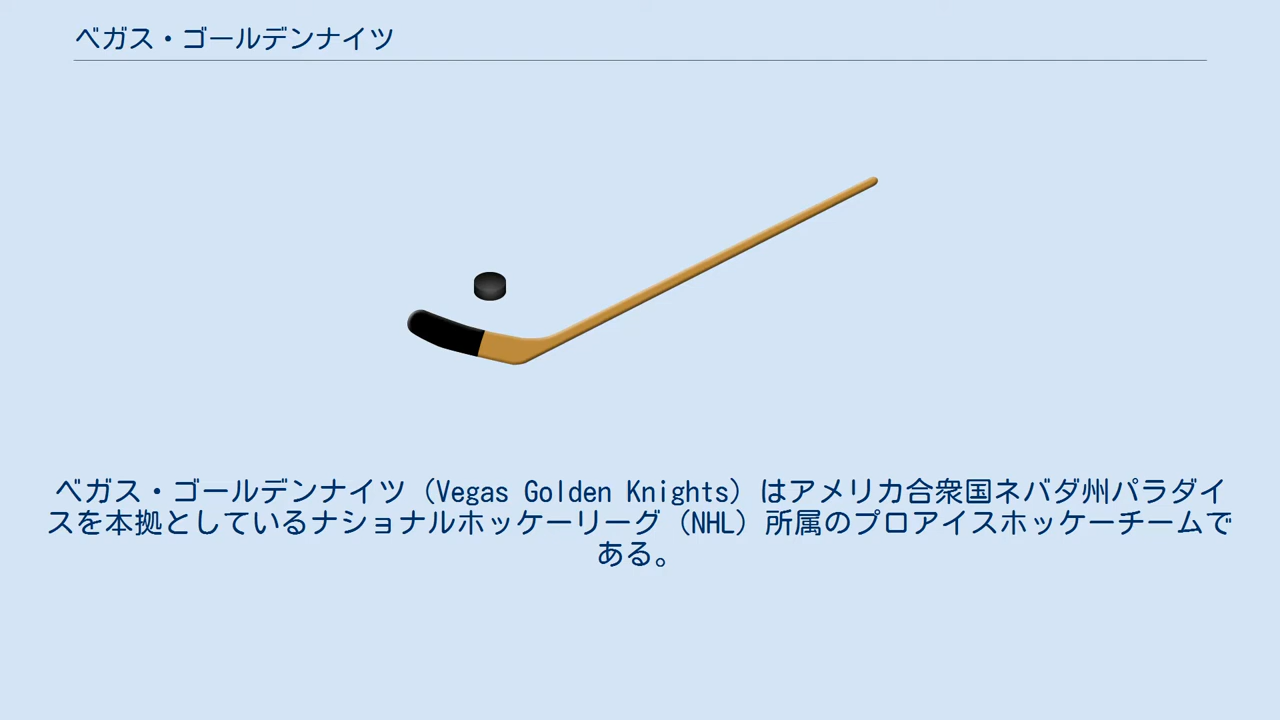 ベガス・ゴールデンナイツ
ベガス・ゴールデンナイツ（Vegas Golden Knights）はアメリカ合衆国ネバダ州パラダイ
スを本拠としているナショナルホッケーリーグ（NHL）所属のプロアイスホッケーチームで
ある。